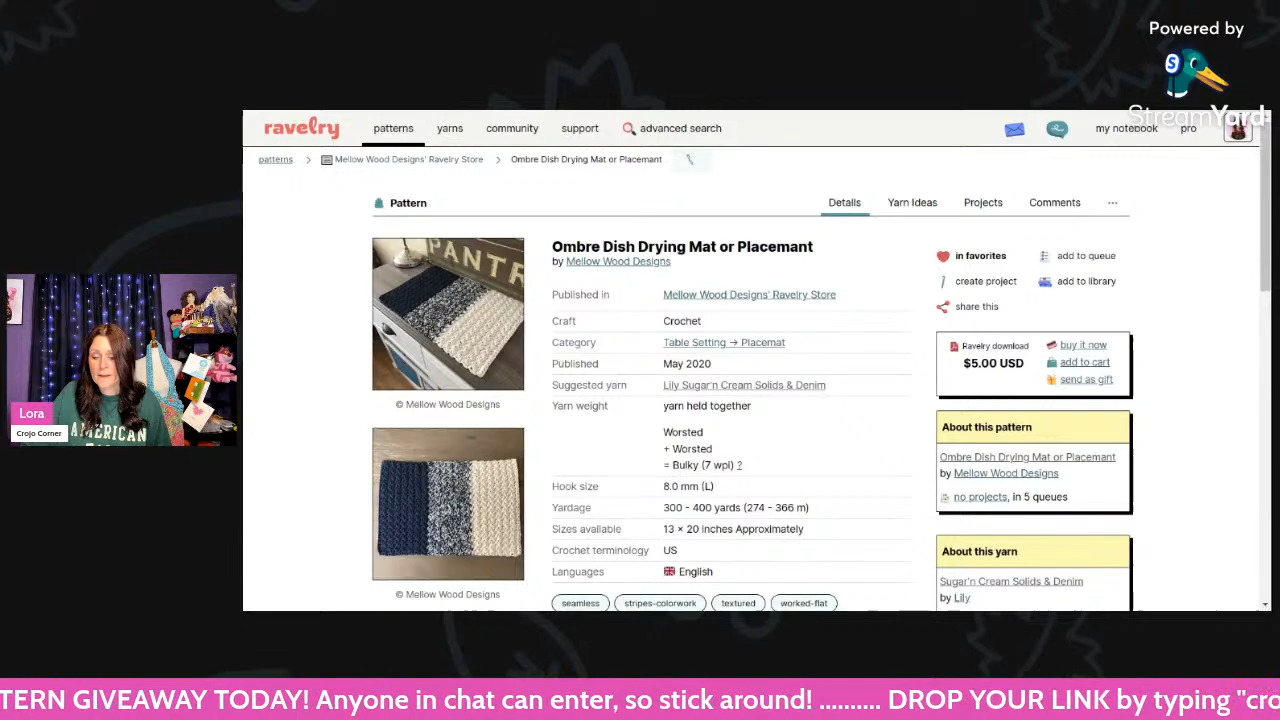 Powered by
StreamYard
ravelry
patterns
yarns
community
support
advanced search
my notebook
pro
patterns
Mellow Wood Designs' Ravelry Store
Ombre Dish Drying Mat or Placemant
Pattern
Details
Yarn Ideas
Projects
Comments
...
PANTR
© Mellow Wood Designs
© Mellow Wood Designs
Ombre Dish Drying Mat or Placemant
by Mellow Wood Designs
Published in Mellow Wood Designs' Ravelry Store
Craft Crochet
Category Table Setting → Placemat
Published May 2020
Suggested yarn Lily Sugar'n Cream Solids & Denim
Yarn weight yarn held together
Worsted
+ Worsted
= Bulky (7 wpi) ?
Hook size 8.0 mm (L)
Yardage 300 - 400 yards (274 - 366 m)
Sizes available 13 × 20 Inches Approximately
Crochet terminology US
Languages English
seamless stripes-colorwork textured worked-flat
in favorites add to queue
create project add to library
share this
Ravelry download
$5.00 USD
buy it now
add to cart
send as gift
About this pattern
Ombre Dish Drying Mat or Placemant
by Mellow Wood Designs
no projects, in 5 queues
About this yarn
Sugar'n Cream Solids & Denim
by Lily
Lora
Crojo Corner
AMERICAN
TERN GIVEAWAY TODAY! Anyone in chat can enter, so stick around! .......... DROP YOUR LINK by typing "cro